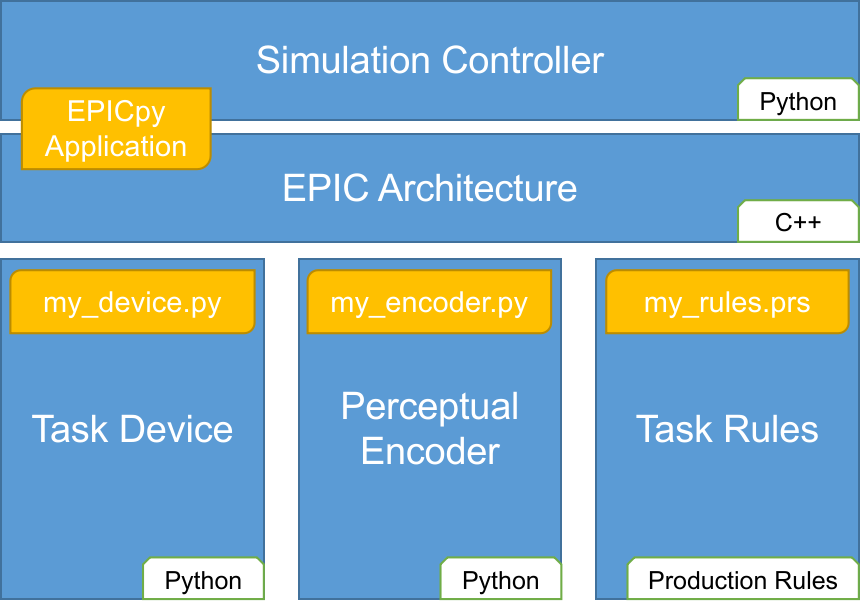 Simulation Controller
Python
EPICpy
Application
EPIC Architecture
C++
my_device.py
Task Device
Python
my_encoder.py
Perceptual
Encoder
Python
my_rules.prs
Task Rules
Production Rules